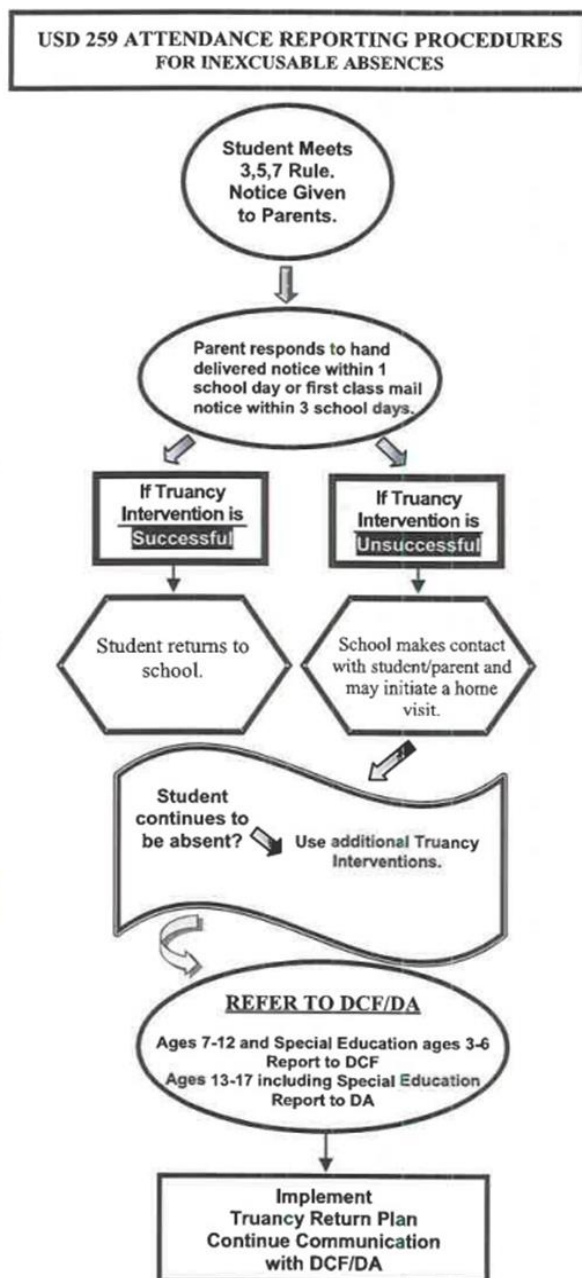 USD 259 ATTENDANCE REPORTING PROCEDURES
FOR INEXCUSABLE ABSENCES
Student Meets
3,5,7 Rule.
Notice Given
to Parents.
Parent responds to hand
delivered notice within 1
school day or first class mail
notice within 3 school days.
If Truancy
Intervention is
Successful
If Truancy
Intervention is
Unsuccessful
Student returns to
school.
School makes contact
with student/parent and
may initiate a home
visit.
Student
continues to
be absent?
Use additional Truancy
Interventions.
REFER TO DCF/DA
Ages 7-12 and Special Education ages 3-6
Report to DCF
Ages 13-17 including Special Education
Report to DA
Implement
Truancy Return Plan
Continue Communication
with DCF/DA